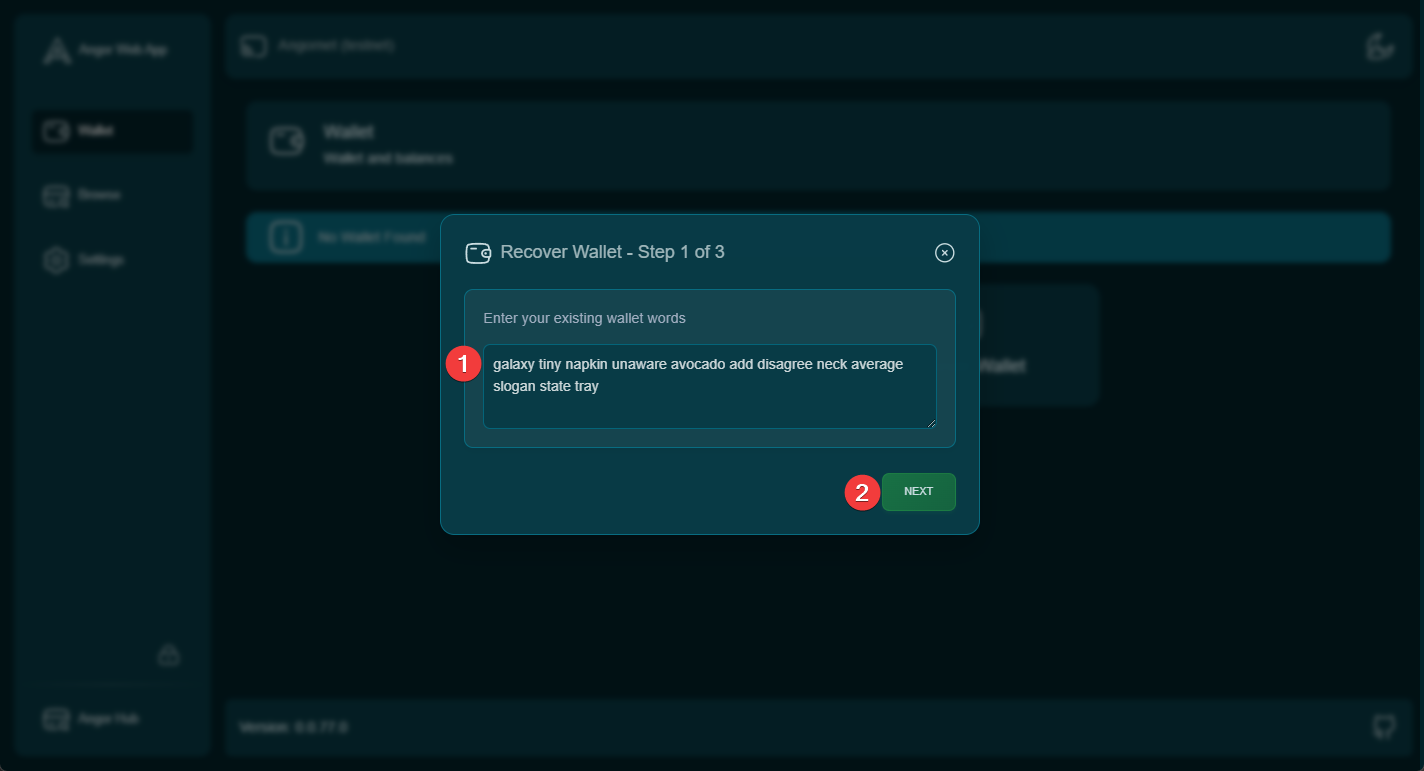 Angor Web App
Angornet (testnet)
Wallet
Wallet
Wallet and balances
Browse
No Wallet Found
Settings
Recover Wallet - Step 1 of 3
Enter your existing wallet words
1
galaxy tiny napkin unaware avocado add disagree neck average
slogan state tray
Wallet
2
NEXT
Angor Hub
Version: 0.0.77.0